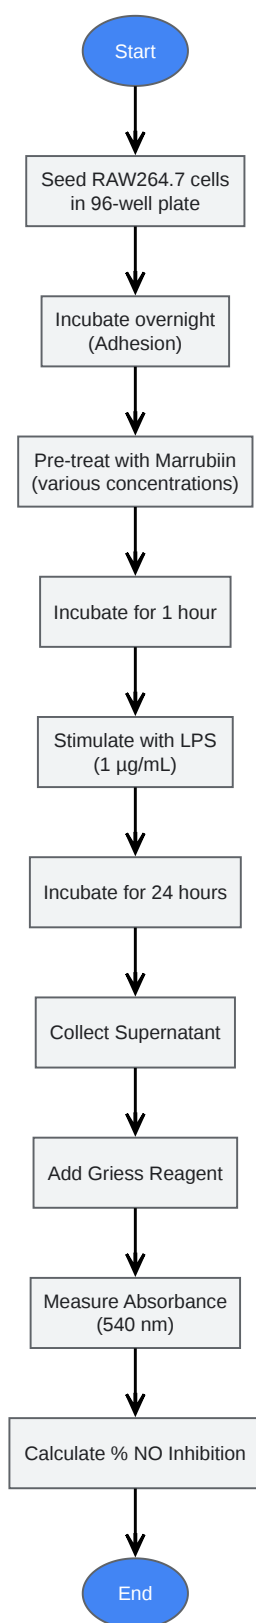 Start
Seed RAW264.7 cells
in 96-well plate
Incubate overnight
(Adhesion)
Pre-treat with Marrubiin
(various concentrations)
Incubate for 1 hour
Stimulate with LPS
(1 µg/mL)
Incubate for 24 hours
Collect Supernatant
Add Griess Reagent
Measure Absorbance
(540 nm)
Calculate % NO Inhibition
End